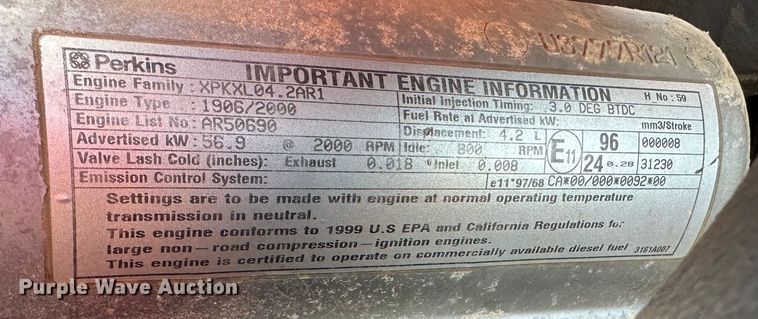 U3777R121
Perkins
IMPORTANT ENGINE INFORMATION
H No : 59
Engine Family : XPKXL04.2AR1
Initial Injection Timing: 3.0 DEG BTDC
Engine Type : 1906/2000
Fuel Rate at Advertised kW: mm3/Stroke
Engine List No: AR50690
Displacement: 4.2 L
E11 96 000008
Advertised kW: 56.9 @ 2000 RPM Idle: 800 RPM
24 0.28 31230
Valve Lash Cold (inches): Exhaust 0.018 Inlet 0.008
Emission Control System:
e11*97/68 CA*00/000*0092*00
Settings are to be made with engine at normal operating temperature
transmission in neutral.
This engine conforms to 1999 U.S EPA and California Regulations for
large non-road compression-ignition engines.
This engine is certified to operate on commercially available diesel fuel 3181A007
Purple Wave Auction